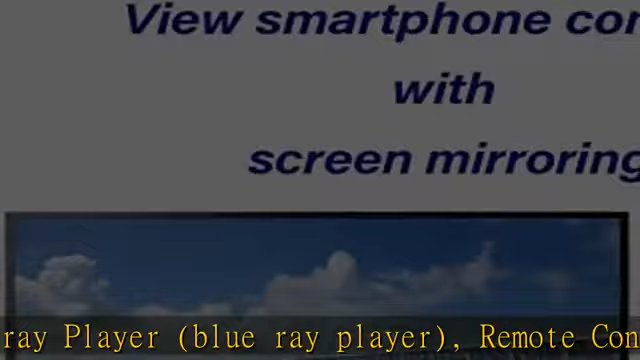 View smartphone con
with
screen mirroring
ray Player (blue ray player), Remote Con